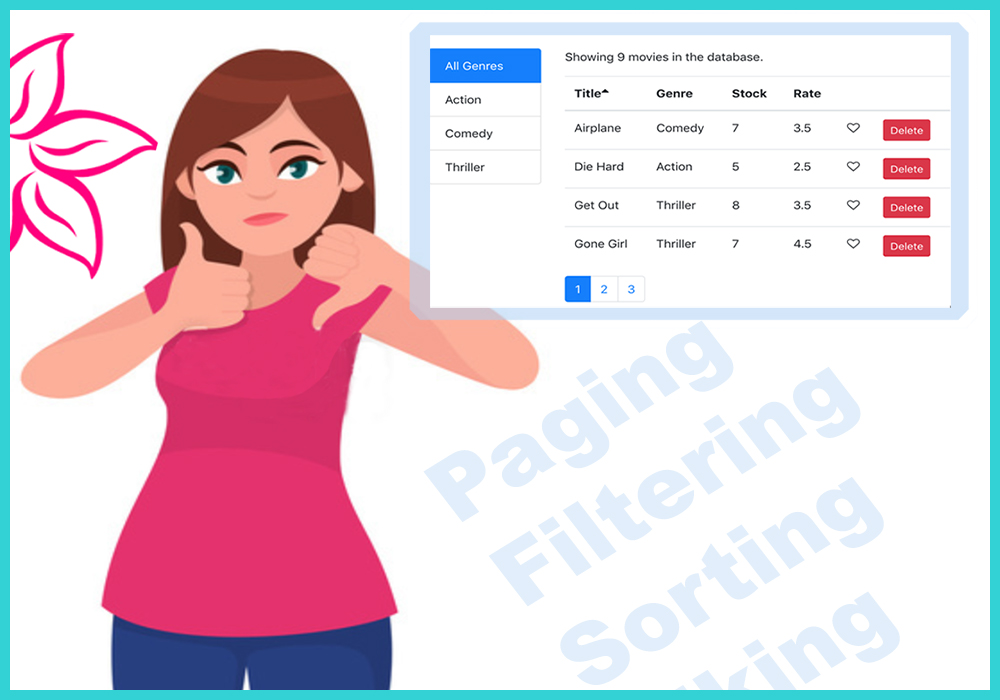 All Genres
Action
Comedy
Thriller
Showing 9 movies in the database.
Title Genre Stock Rate
Airplane Comedy 7 3.5 Delete
Die Hard Action 5 2.5 Delete
Get Out Thriller 8 3.5 Delete
Gone Girl Thriller 7 4.5 Delete
1 2 3
Paging
Filtering
Sorting